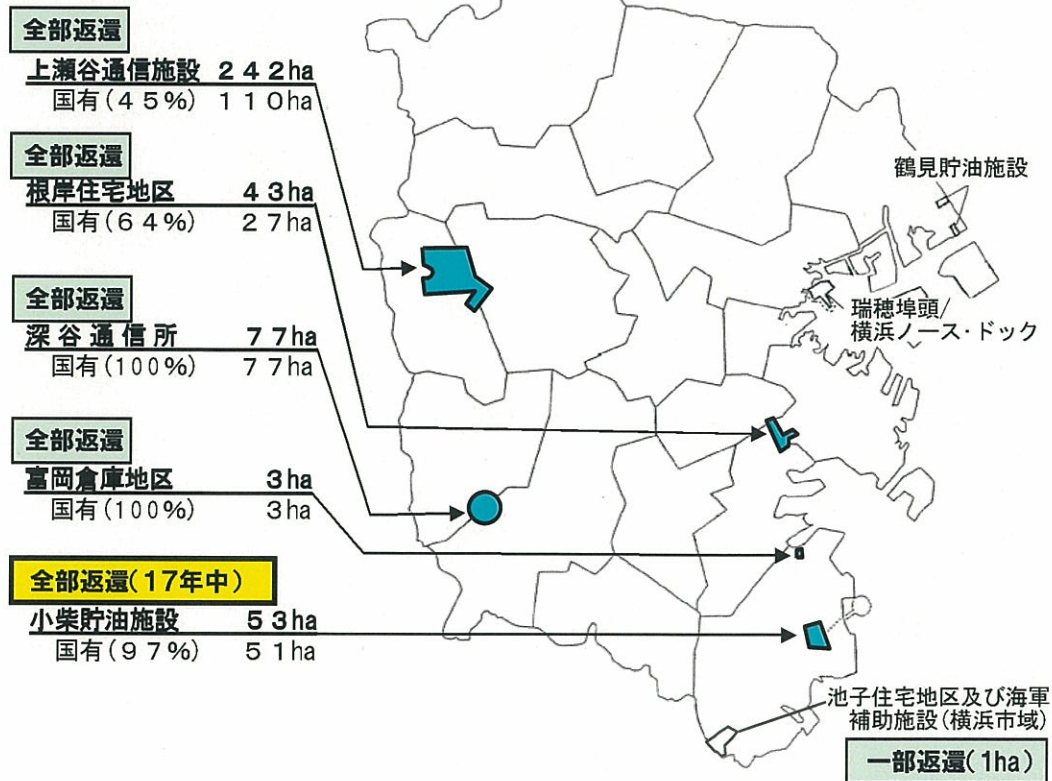 全部返還
上瀬谷通信施設 242ha
国有(45%) 110ha
全部返還
根岸住宅地区 43ha
国有(64%) 27ha
全部返還
深谷通信所 77ha
国有(100%) 77ha
全部返還
富岡倉庫地区 3ha
国有(100%) 3ha
全部返還(17年中)
小柴貯油施設 53ha
国有(97%) 51ha
鶴見貯油施設
瑞穂埠頭/
横浜ノース・ドック
池子住宅地区及び海軍
補助施設(横浜市域)
一部返還(1ha)